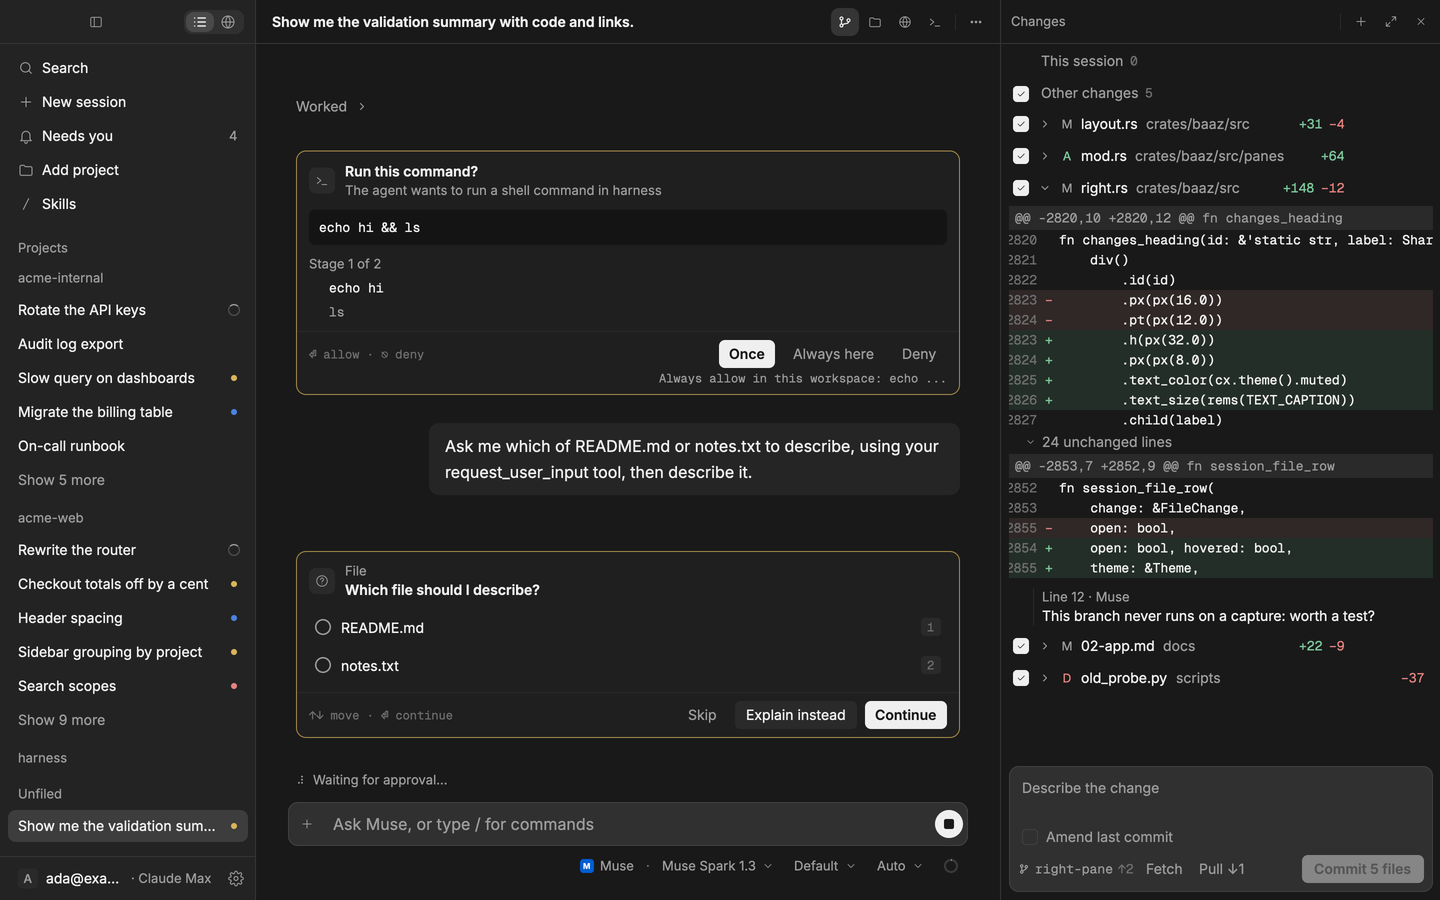 Search
New session
Needs you 4
Add project
Skills
Projects
acme-internal
Rotate the API keys
Audit log export
Slow query on dashboards
Migrate the billing table
On-call runbook
Show 5 more
acme-web
Rewrite the router
Checkout totals off by a cent
Header spacing
Sidebar grouping by project
Search scopes
Show 9 more
harness
Unfiled
Show me the validation sum...
A ada@exa... · Claude Max
Show me the validation summary with code and links.
Worked
Run this command?
The agent wants to run a shell command in harness
echo hi && ls
Stage 1 of 2
echo hi
ls
allow · deny
Once Always here Deny
Always allow in this workspace: echo ...
Ask me which of README.md or notes.txt to describe, using your
request_user_input tool, then describe it.
File
Which file should I describe?
README.md 1
notes.txt 2
move · continue
Skip Explain instead Continue
Waiting for approval...
Ask Muse, or type / for commands
M Muse · Muse Spark 1.3 Default Auto
Changes
This session 0
Other changes 5
M layout.rs crates/baaz/src +31 −4
A mod.rs crates/baaz/src/panes +64
M right.rs crates/baaz/src +148 −12
@@ -2820,10 +2820,12 @@ fn changes_heading
2820 fn changes_heading(id: &'static str, label: Shar
2821 div()
2822 .id(id)
2823 − .px(px(16.0))
2824 − .pt(px(12.0))
2823 + .h(px(32.0))
2824 + .px(px(8.0))
2825 + .text_color(cx.theme().muted)
2826 + .text_size(rems(TEXT_CAPTION))
2827 .child(label)
24 unchanged lines
@@ -2853,7 +2852,9 @@ fn session_file_row
2852 fn session_file_row(
2853 change: &FileChange,
2855 − open: bool,
2854 + open: bool, hovered: bool,
2855 + theme: &Theme,
Line 12 · Muse
This branch never runs on a capture: worth a test?
M 02-app.md docs +22 −9
D old_probe.py scripts −37
Describe the change
Amend last commit
right-pane ↑2 Fetch Pull ↓1 Commit 5 files